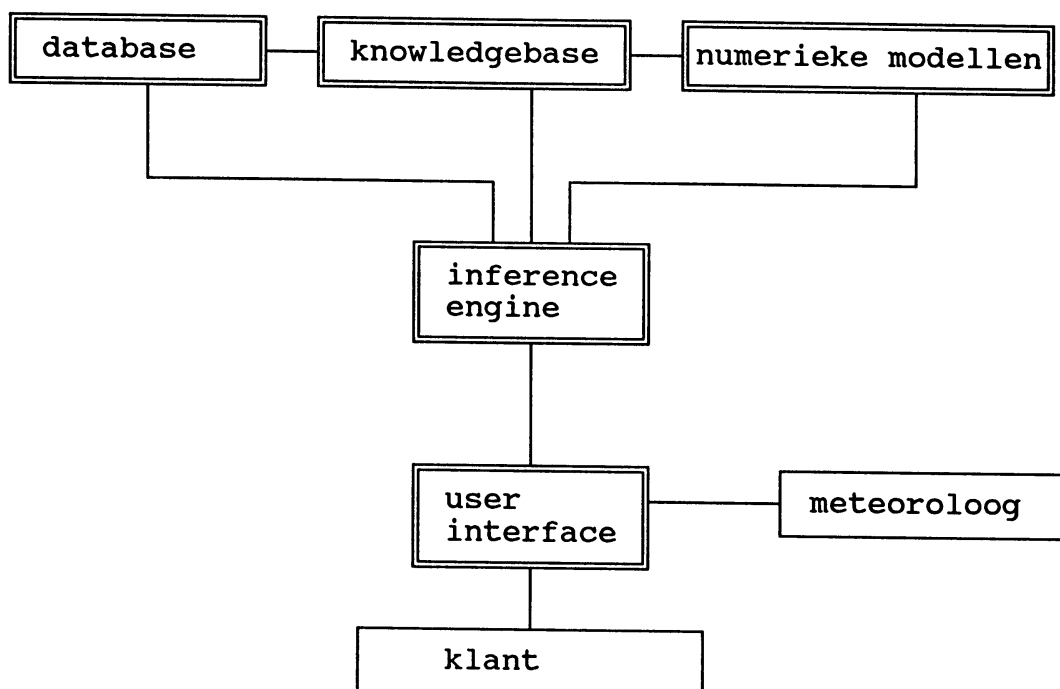 database
knowledgebase
numerieke modellen
inference
engine
user
interface
meteoroloog
klant